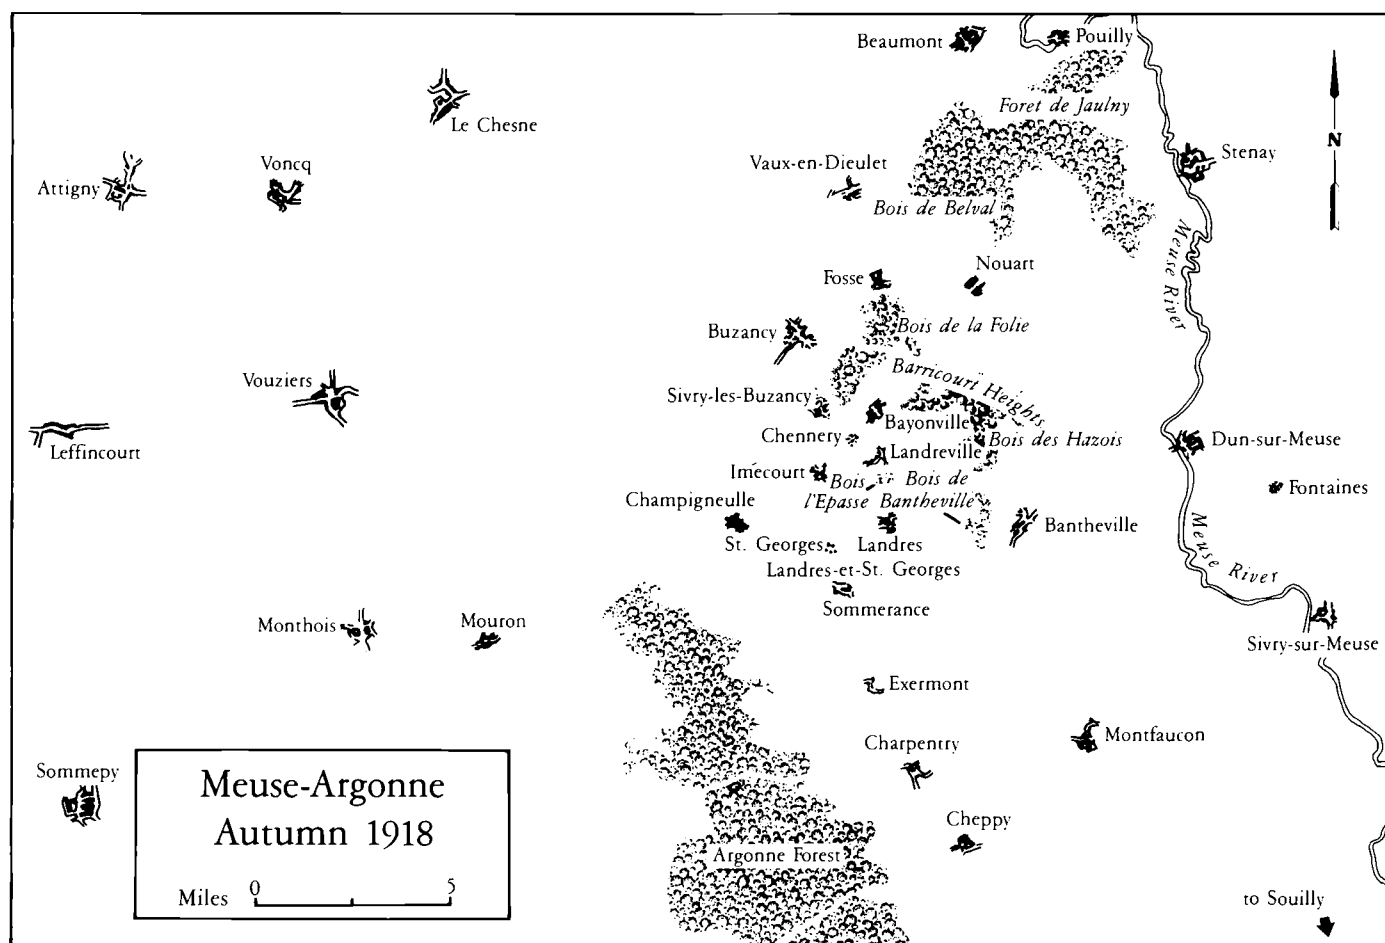 Beaumont
Pouilly
Le Chesne
Foret de Jaulny
N
Attigny
Voncq
Vaux-en-Dieulet
Stenay
Bois de Belval
Meuse River
Fosse
Nouart
Buzancy
Bois de la Folie
Vouziers
Barricourt Heights
Sivry-les-Buzancy
Bayonville
Leffincourt
Chennery
Bois des Hazois
Dun-sur-Meuse
Landreville
Imécourt
Bois
Bois de
l'Epasse
Bantheville
Fontaines
Champigneulle
Bantheville
St. Georges
Landres
Meuse River
Landres-et-St. Georges
Sommerance
Monthois
Mouron
Sivry-sur-Meuse
Exermont
Charpentry
Montfaucon
Sommepy
Meuse-Argonne
Autumn 1918
Miles 0 5
Cheppy
Argonne Forest
to Souilly